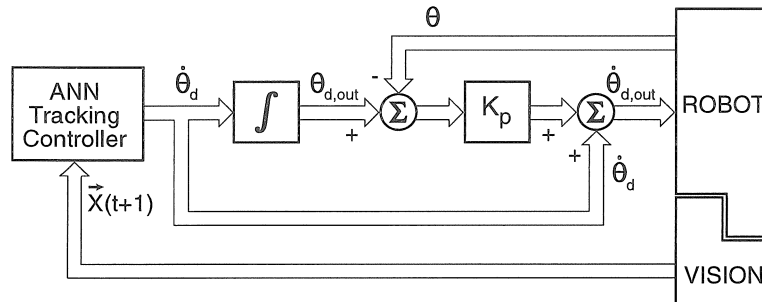 θ
ANN
Tracking
Controller
θ̇d
∫
θd,out
-
+
Σ
Kp
+
+
Σ
θ̇d,out
ROBOT
θ̇d
X⃗(t+1)
VISION